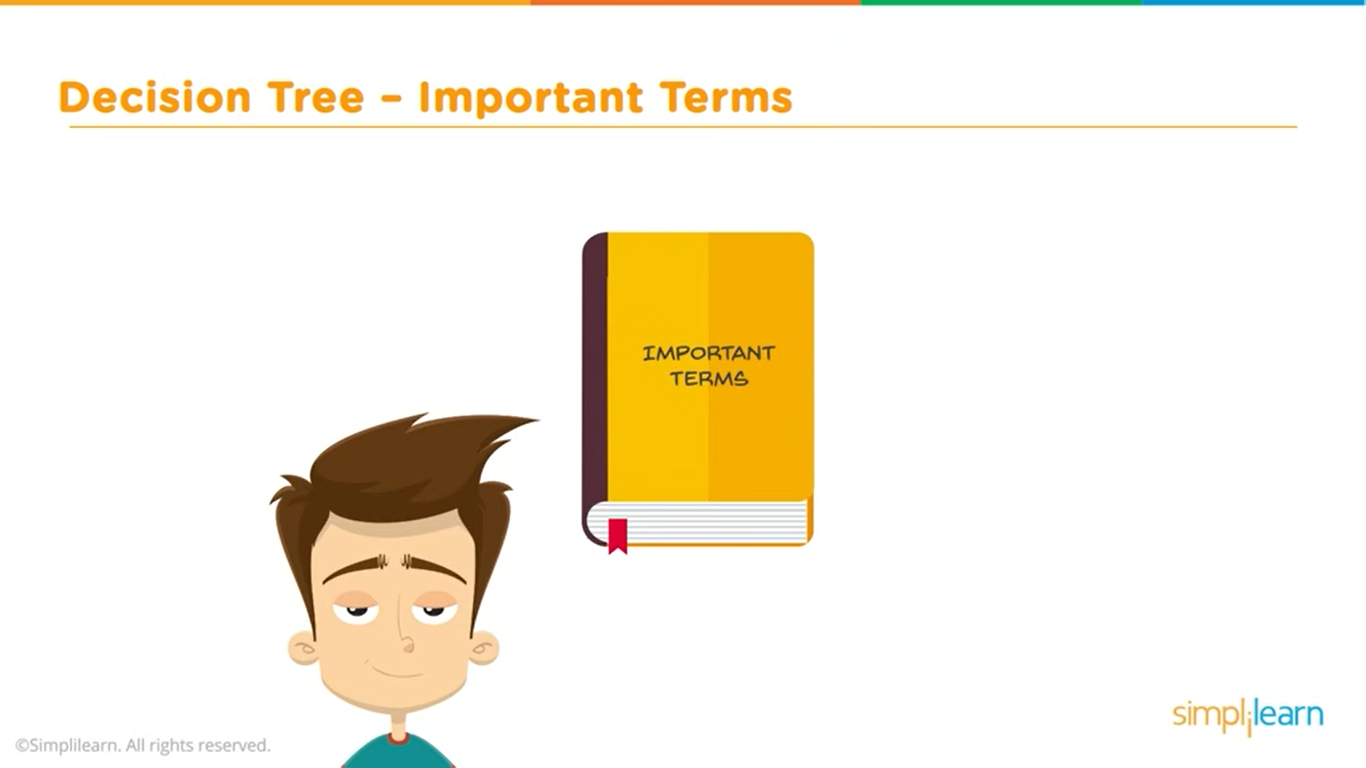 Decision Tree – Important Terms
IMPORTANT
TERMS
simplilearn
©Simplilearn. All rights reserved.